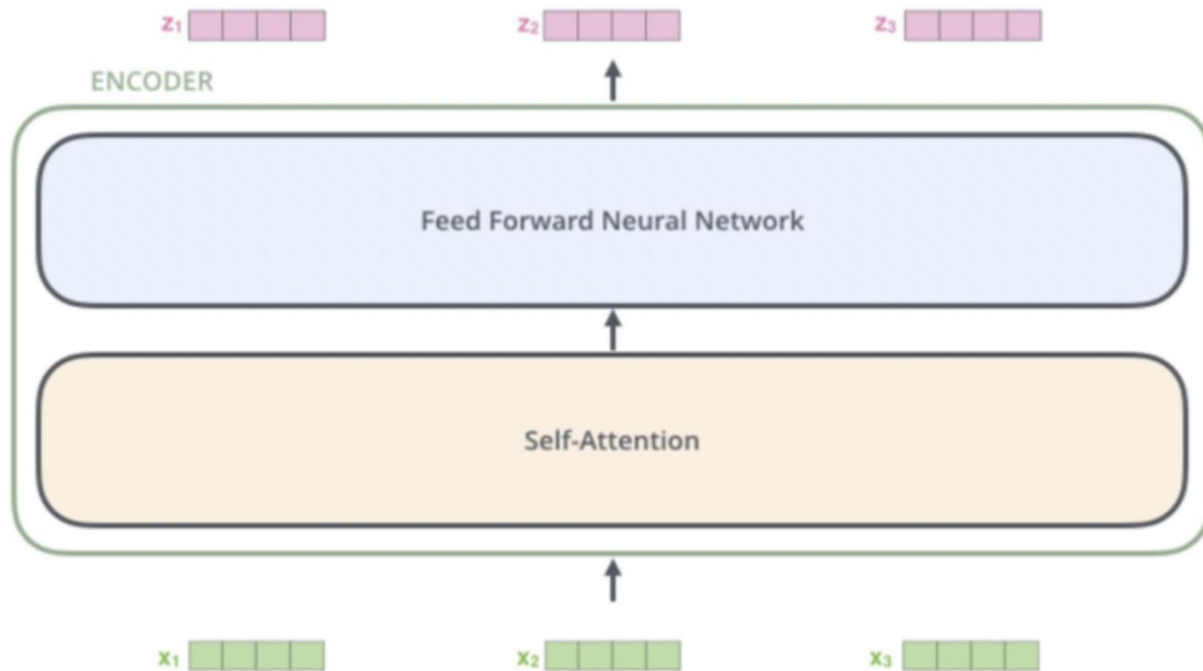 z₁ z₂ z₃
ENCODER
Feed Forward Neural Network
Self-Attention
x₁ x₂ x₃